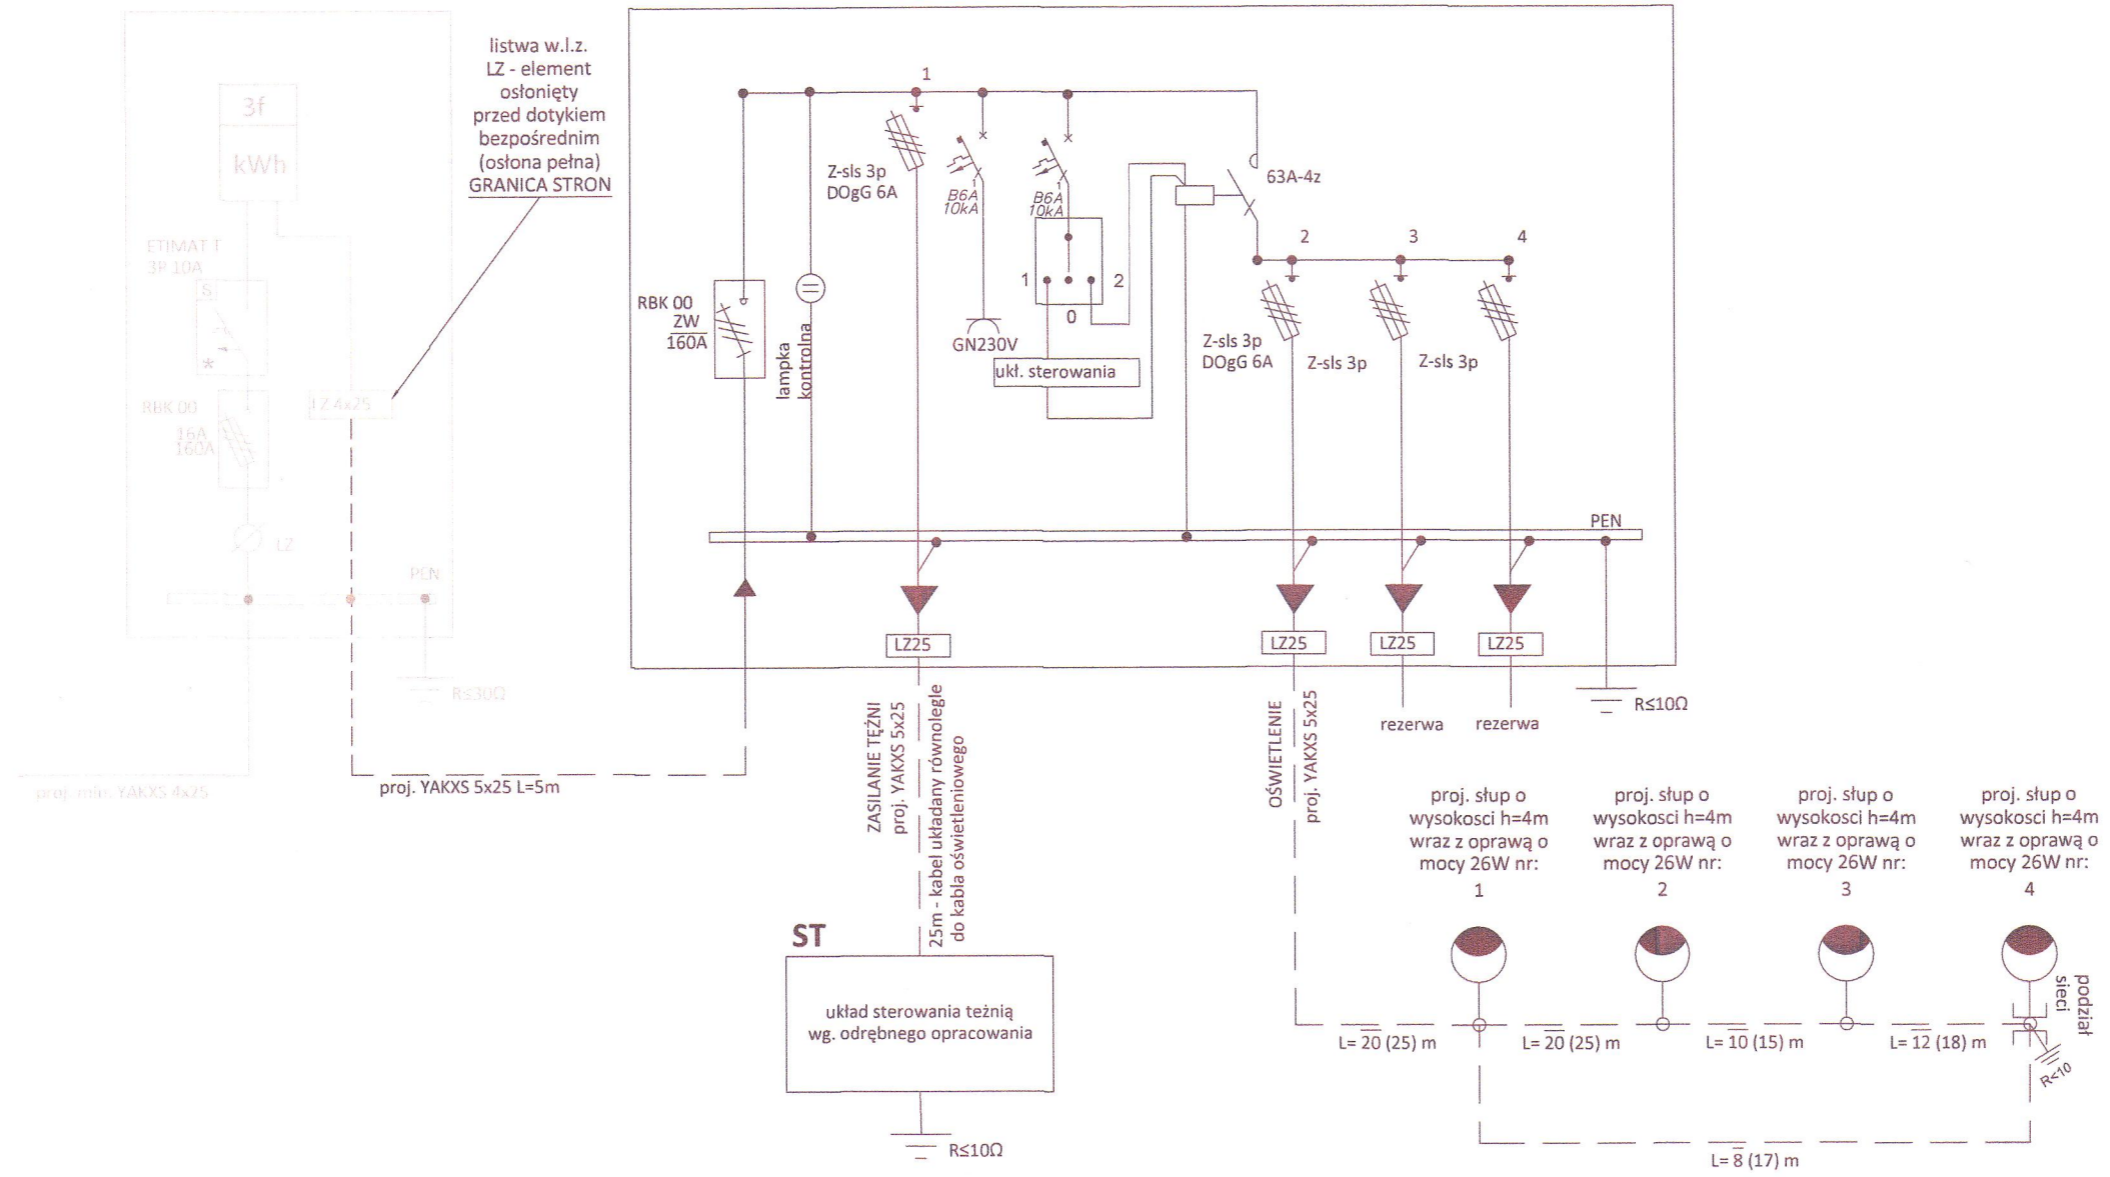 3f
kWh
ETIMAT T
3P 10A
S
*
RBK 00
16A
160A
LZ 4x25
LZ
PEN
R≤30Ω
proj. min. YAKXS 4x25
listwa w.l.z.
LZ - element
osłonięty
przed dotykiem
bezpośrednim
(osłona pełna)
GRANICA STRON
proj. YAKXS 5x25 L=5m
RBK 00
ZW
160A
lampka
kontrolna
1
Z-sls 3p
DOgG 6A
B6A
10kA
1
GN230V
B6A
10kA
1
1
2
0
ukł. sterowania
63A-4z
2
3
4
Z-sls 3p
DOgG 6A
Z-sls 3p
Z-sls 3p
PEN
LZ25
LZ25
LZ25
LZ25
rezerwa
rezerwa
R≤10Ω
ZASILANIE TĘŻNI
proj. YAKXS 5x25
25m - kabel układany równolegle
do kabla oświetleniowego
OŚWIETLENIE
proj. YAKXS 5x25
ST
układ sterowania teżnią
wg. odrębnego opracowania
R≤10Ω
proj. słup o
wysokosci h=4m
wraz z oprawą o
mocy 26W nr:
1
proj. słup o
wysokosci h=4m
wraz z oprawą o
mocy 26W nr:
2
proj. słup o
wysokosci h=4m
wraz z oprawą o
mocy 26W nr:
3
proj. słup o
wysokosci h=4m
wraz z oprawą o
mocy 26W nr:
4
podział
sieci
R<10
L= 20 (25) m
L= 20 (25) m
L= 10 (15) m
L= 12 (18) m
L= 8 (17) m